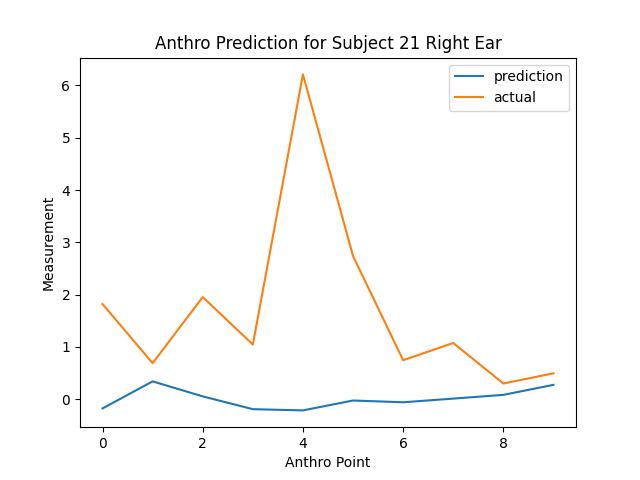 Anthro Prediction for Subject 21 Right Ear
prediction
actual
Measurement
6
5
4
3
2
1
0
0 2 4 6 8
Anthro Point